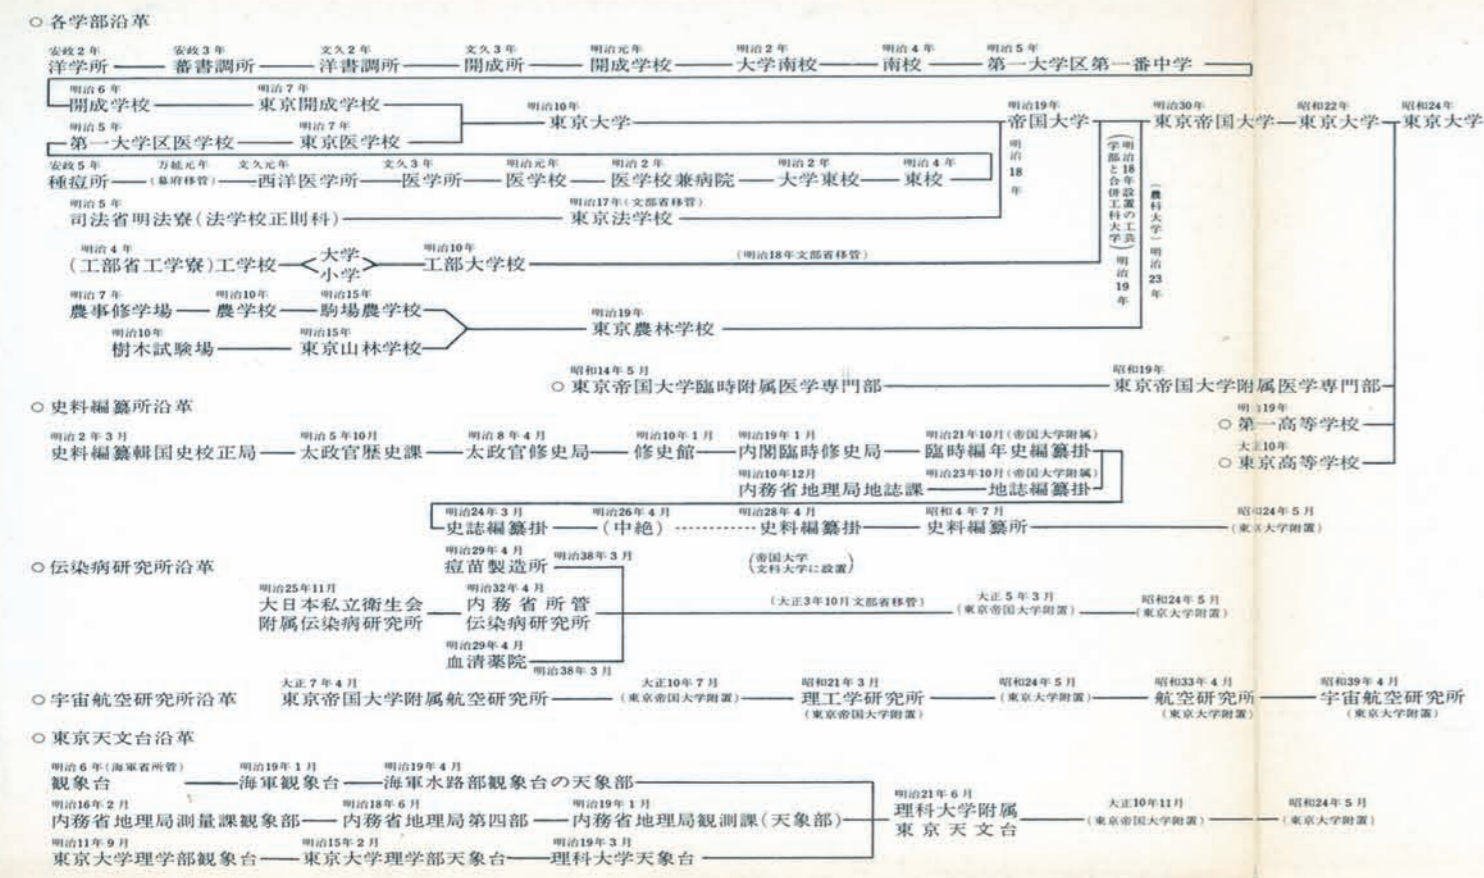 ○ 各学部沿革
安政2年 安政3年 文久2年 文久3年 明治元年 明治2年 明治4年 明治5年
洋学所 蕃書調所 洋書調所 開成所 開成学校 大学南校 南校 第一大学区第一番中学
明治6年 明治7年
開成学校 東京開成学校
明治10年 明治19年 明治30年 昭和22年 昭和24年
東京大学 帝国大学 東京帝国大学 東京大学 東京大学
明治5年 明治7年
第一大学区医学校 東京医学校
明治18年
(明治18年設置の工芸学部と合併工科大学)明治19年
(農科大学)明治23年
安政5年 万延元年 文久元年 文久3年 明治元年 明治2年 明治2年 明治4年
種痘所 (幕府移管) 西洋医学所 医学所 医学校 医学校兼病院 大学東校 東校
明治5年 明治17年(文部省移管)
司法省明法寮(法学校正則科) 東京法学校
明治4年 大学 明治10年 (明治18年文部省移管)
(工部省工学寮)工学校 小学 工部大学校
明治7年 明治10年 明治15年 明治19年
農事修学場 農学校 駒場農学校 東京農林学校
明治10年 明治15年
樹木試験場 東京山林学校
昭和14年5月 昭和19年
○ 東京帝国大学臨時附属医学専門部 東京帝国大学附属医学専門部
明治19年
○ 第一高等学校
大正10年
○ 東京高等学校
○ 史料編纂所沿革
明治2年3月 明治5年10月 明治8年4月 明治10年1月 明治19年1月 明治21年10月(帝国大学附属)
史料編纂輯国史校正局 太政官歴史課 太政官修史局 修史館 内閣臨時修史局 臨時編年史編纂掛
明治10年12月 明治23年10月(帝国大学附属)
内務省地理局地誌課 地誌編纂掛
明治24年3月 明治26年4月 明治28年4月 昭和4年7月 昭和24年5月
史誌編纂掛 (中絶) 史料編纂掛 史料編纂所 (東京大学附置)
(帝国大学
文科大学に設置)
○ 伝染病研究所沿革
明治29年4月 明治38年3月
痘苗製造所
明治25年11月 明治32年4月 (大正3年10月文部省移管) 大正5年3月 昭和24年5月
大日本私立衛生会 内務省所管 (東京帝国大学附置) (東京大学附置)
附属伝染病研究所 伝染病研究所
明治29年4月
血清薬院
明治38年3月
大正7年4月 大正10年7月 昭和21年3月 昭和24年5月 昭和33年4月 昭和39年4月
○ 宇宙航空研究所沿革 東京帝国大学附属航空研究所 (東京帝国大学附置) 理工学研究所 (東京大学附置) 航空研究所 宇宙航空研究所
(東京帝国大学附置) (東京大学附置) (東京大学附置)
○ 東京天文台沿革
明治6年(海軍省所管) 明治19年1月 明治19年4月
観象台 海軍観象台 海軍水路部観象台の天象部
明治16年2月 明治18年6月 明治19年1月 明治21年6月 大正10年11月 昭和24年5月
内務省地理局測量課観象部 内務省地理局第四部 内務省地理局観測課(天象部) 理科大学附属 (東京帝国大学附置) (東京大学附置)
東京天文台
明治11年9月 明治15年2月 明治19年3月
東京大学理学部観象台 東京大学理学部天象台 理科大学天象台